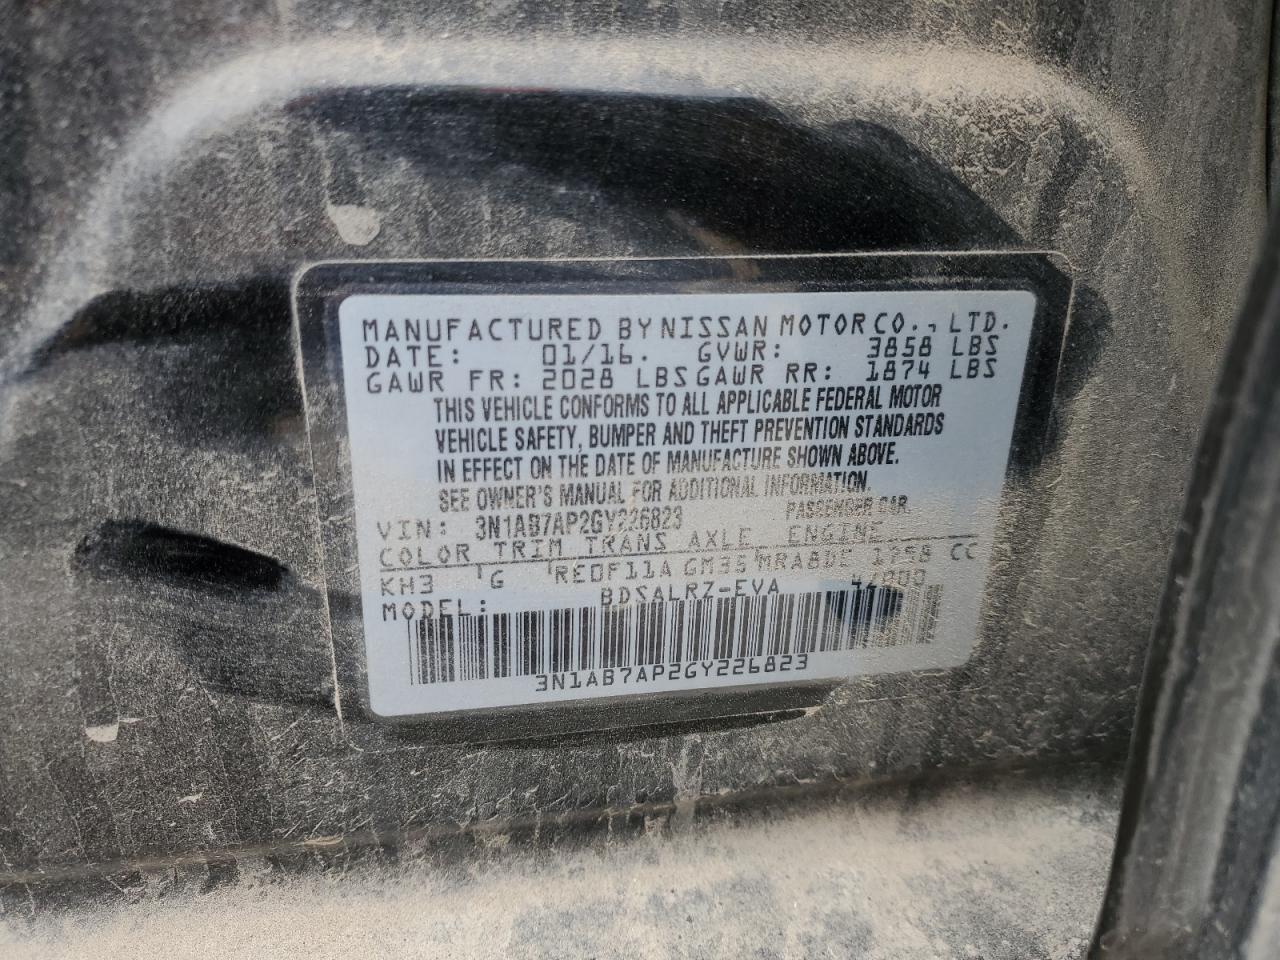 MANUFACTURED BY NISSAN MOTOR CO., LTD.
DATE: 01/16. GVWR: 3858 LBS
GAWR FR: 2028 LBS GAWR RR: 1874 LBS
THIS VEHICLE CONFORMS TO ALL APPLICABLE FEDERAL MOTOR
VEHICLE SAFETY, BUMPER AND THEFT PREVENTION STANDARDS
IN EFFECT ON THE DATE OF MANUFACTURE SHOWN ABOVE.
SEE OWNER'S MANUAL FOR ADDITIONAL INFORMATION.
VIN: 3N1AB7AP2GY226823 PASSENGER CAR
COLOR TRIM TRANS AXLE ENGINE
KH3 G RE0F11A GM35 MRA8DE 1798 CC
MODEL: BDSALRZ-EVA
3N1AB7AP2GY226823